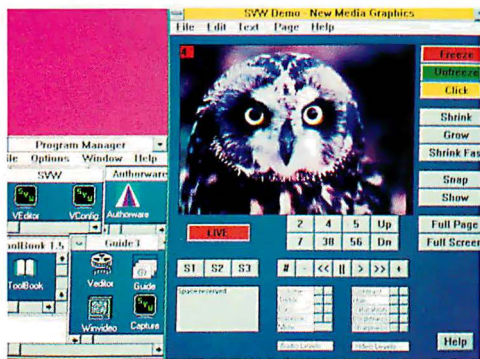 SVW Demo - New Media Graphics
File Edit Text Page Help
4
Freeze
Unfreeze
Click
Shrink
Grow
Shrink Fast
Snap
Show
Full Page
Full Screen
Help
LIVE
2 4 5 Up
7 38 56 Dn
S1 S2 S3
# - << || > >> +
Space reserved
Audio Levels
Video Levels
Program Manager
ile Options Window Help
SVW
Authorware
VEditor
VConfig
Authorware
oolBook 1.5
ToolBook
Guide 3
Veditor
Guide
Winvideo
Capture